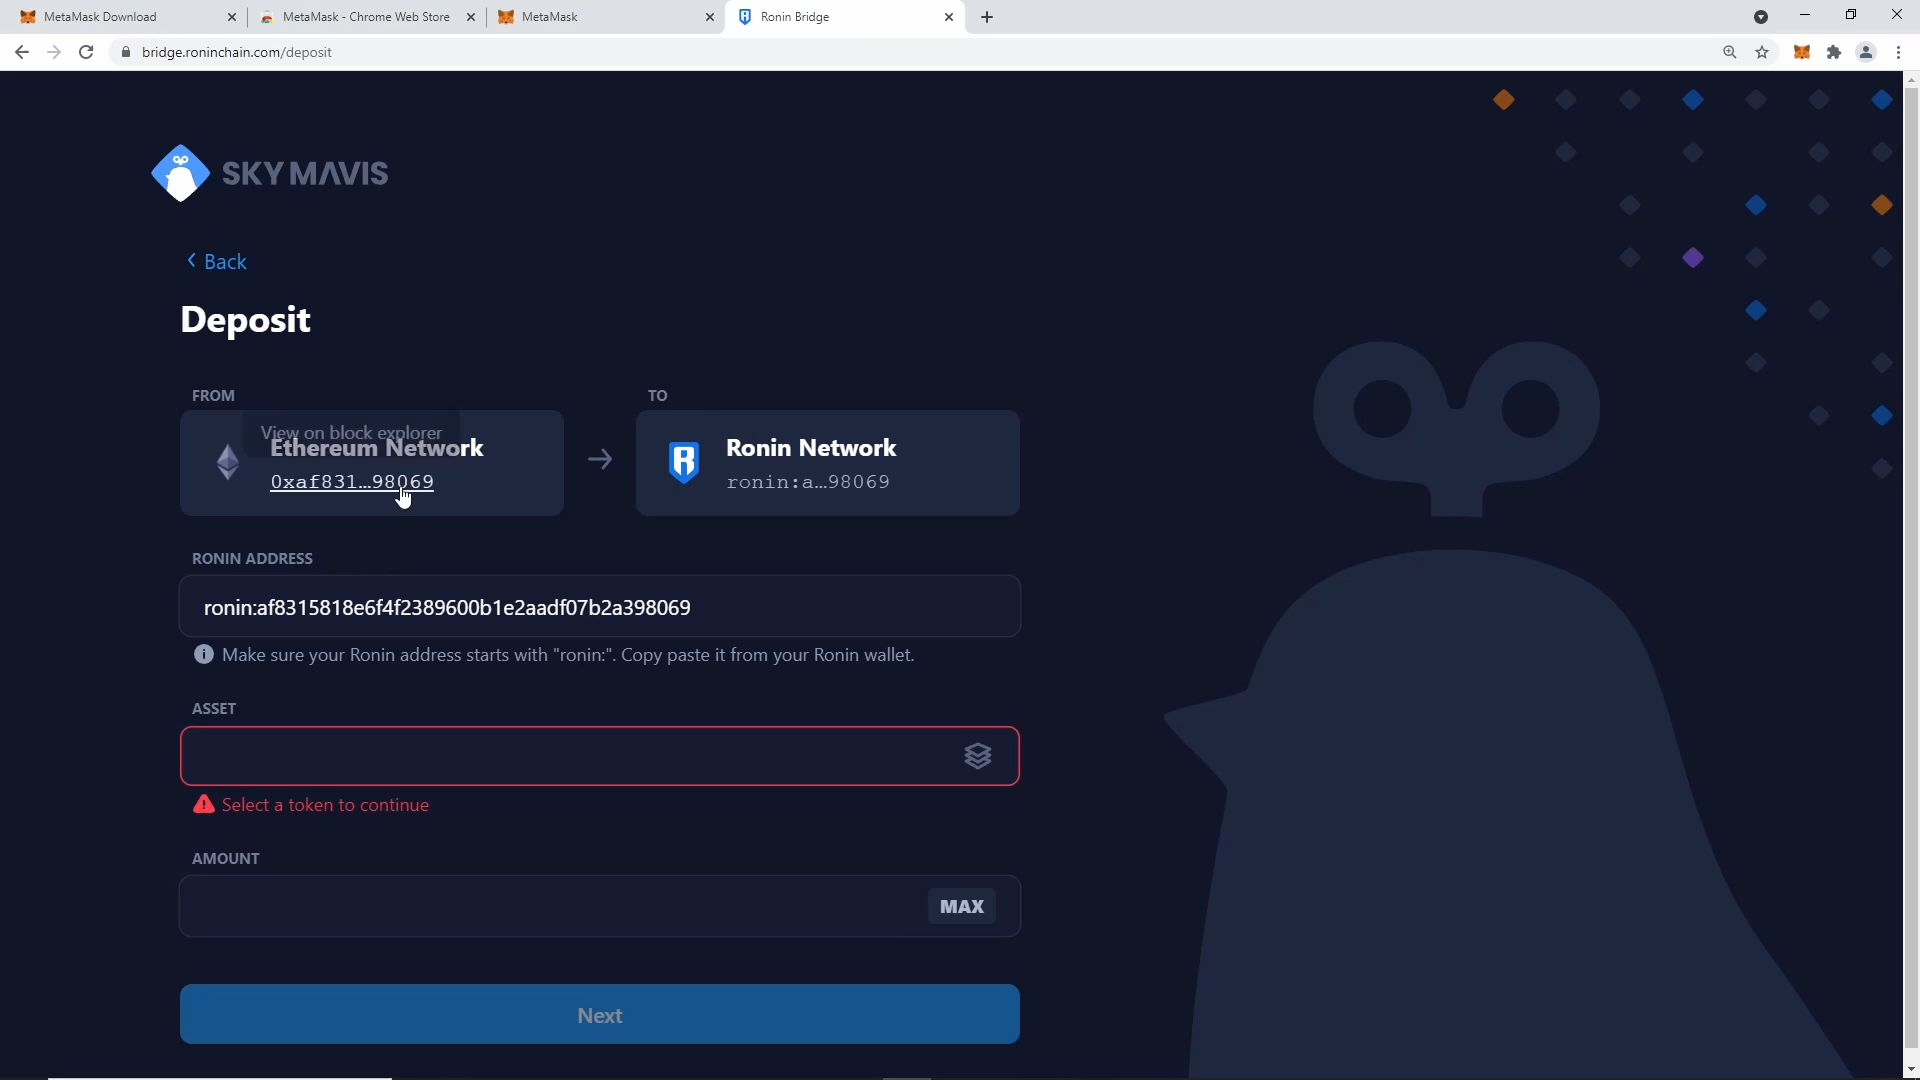 MetaMask Download
MetaMask - Chrome Web Store
MetaMask
Ronin Bridge
bridge.roninchain.com/deposit
SKY MAVIS
Back
Deposit
FROM
TO
View on block explorer
Ethereum Network
0xaf831...98069
Ronin Network
ronin:a...98069
RONIN ADDRESS
ronin:af8315818e6f4f2389600b1e2aadf07b2a398069
Make sure your Ronin address starts with "ronin:". Copy paste it from your Ronin wallet.
ASSET
Select a token to continue
AMOUNT
MAX
Next